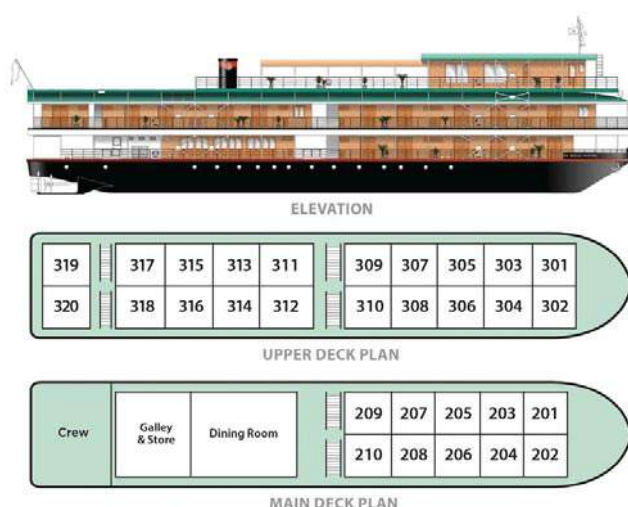 ELEVATION
319 317 315 313 311 309 307 305 303 301
320 318 316 314 312 310 308 306 304 302
UPPER DECK PLAN
209 207 205 203 201
Crew Galley & Store Dining Room
210 208 206 204 202
MAIN DECK PLAN